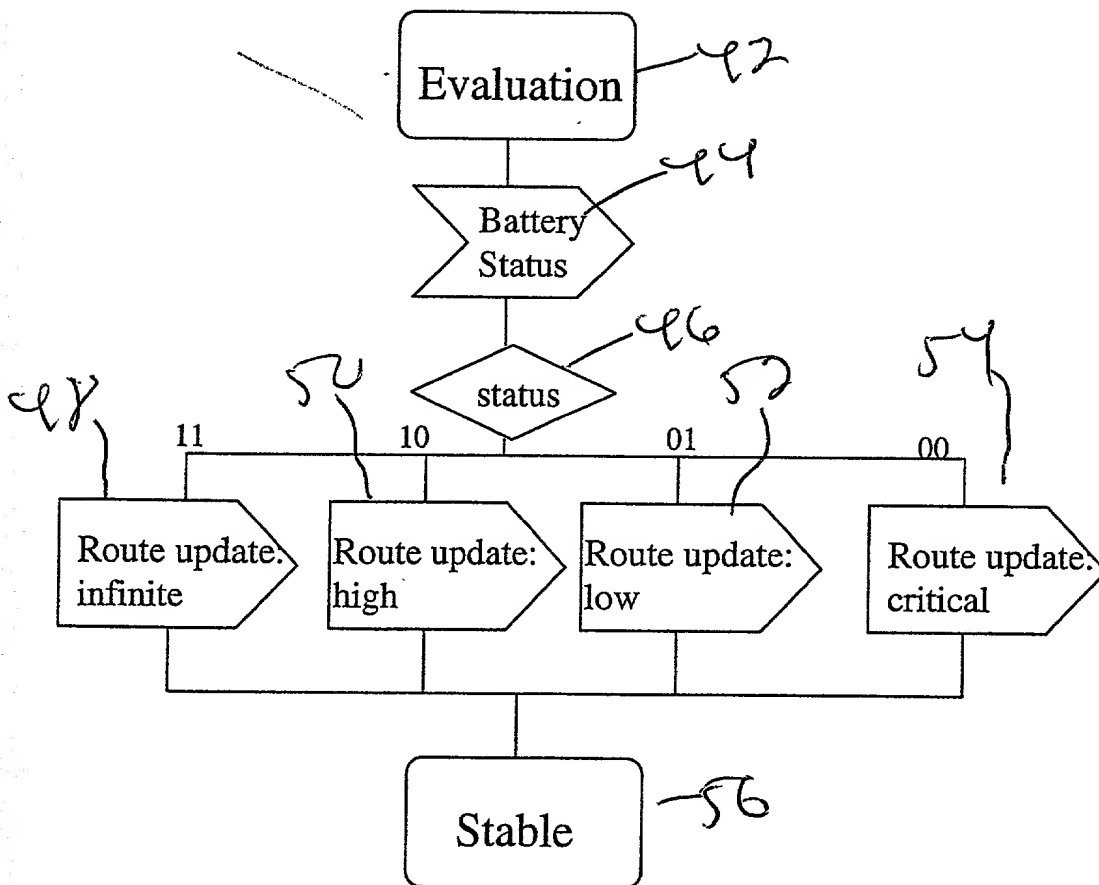 Evaluation
42
Battery
Status
44
status
46
48
50
52
54
11
10
01
00
Route update:
infinite
Route update:
high
Route update:
low
Route update:
critical
Stable
56